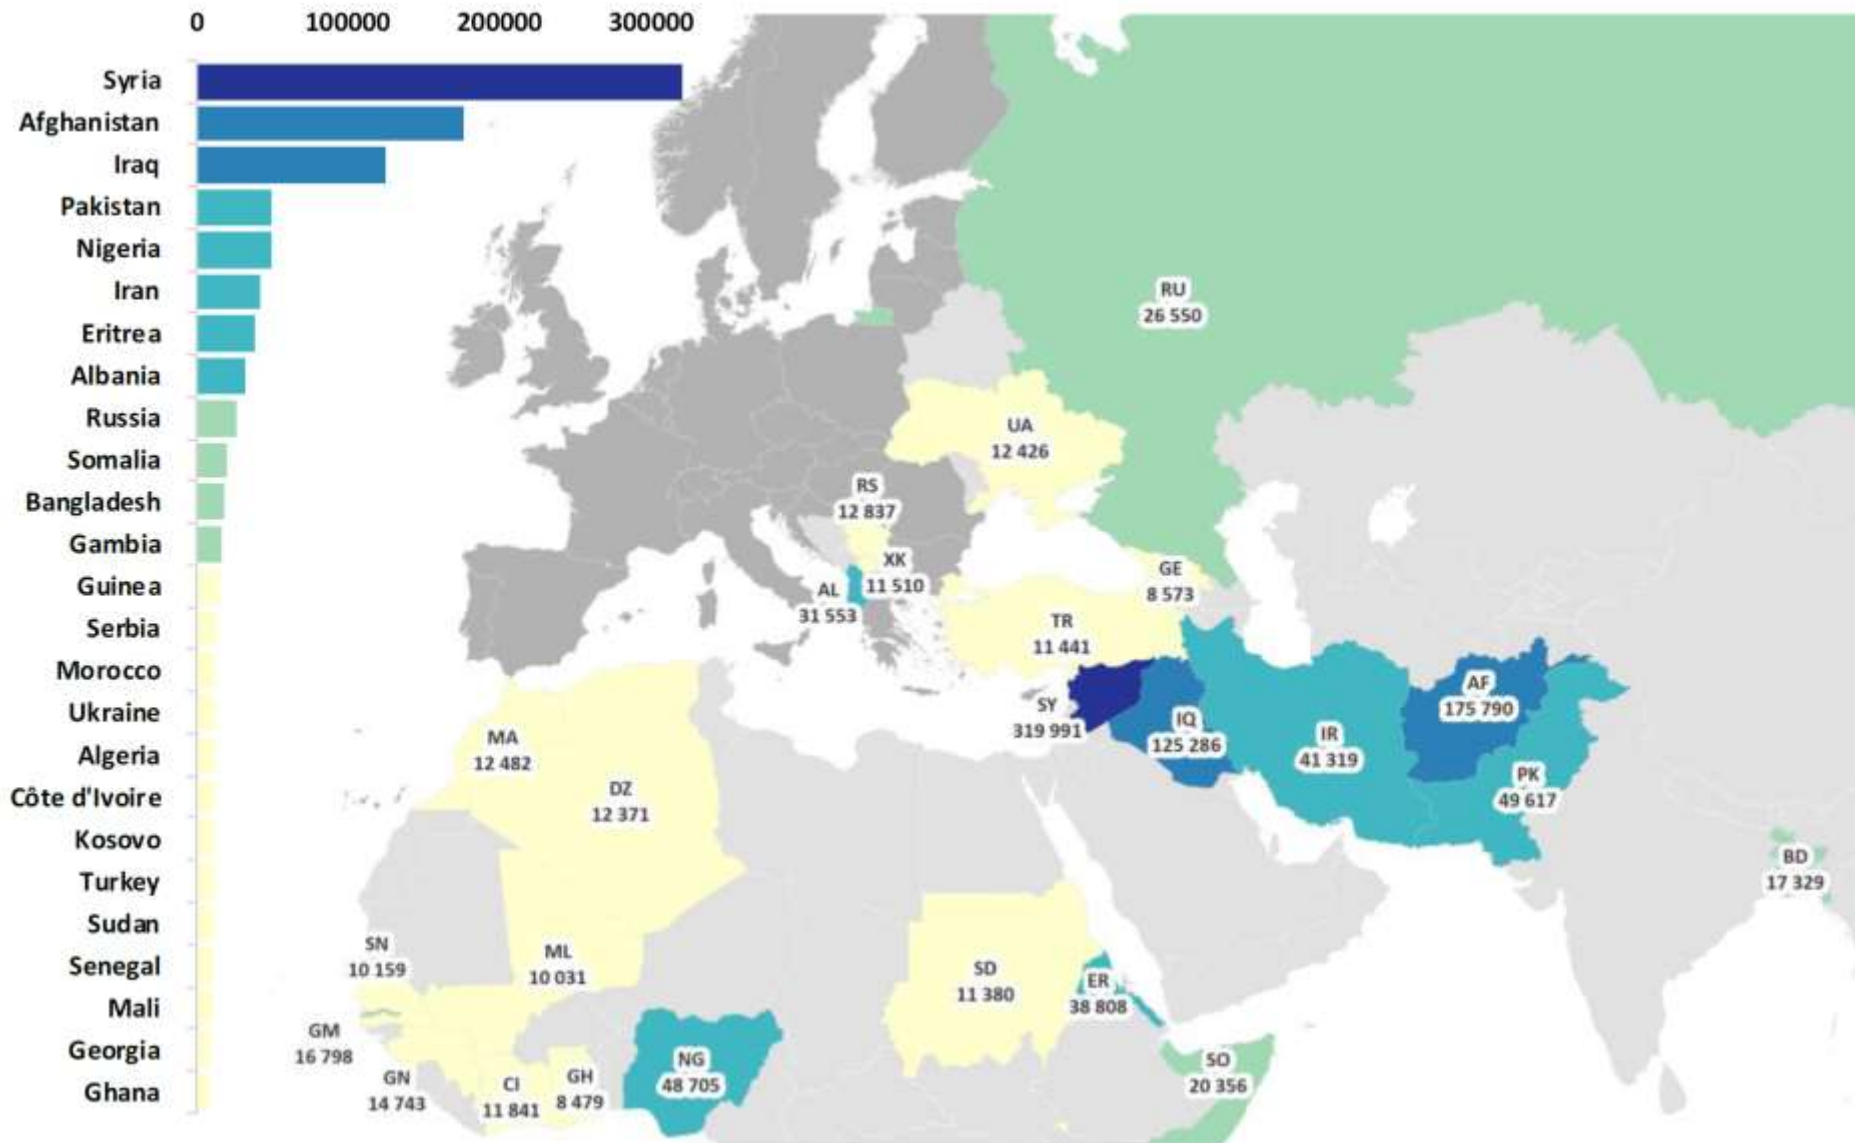 0 100000 200000 300000
Syria
Afghanistan
Iraq
Pakistan
Nigeria
Iran
Eritrea
Albania
Russia
Somalia
Bangladesh
Gambia
Guinea
Serbia
Morocco
Ukraine
Algeria
Côte d'Ivoire
Kosovo
Turkey
Sudan
Senegal
Mali
Georgia
Ghana
RU
26 550
UA
12 426
RS
12 837
XK
11 510
AL
31 553
GE
8 573
TR
11 441
SY
319 991
IQ
125 286
IR
41 319
AF
175 790
PK
49 617
BD
17 329
MA
12 482
DZ
12 371
SN
10 159
ML
10 031
SD
11 380
ER
38 808
GM
16 798
GN
14 743
CI
11 841
GH
8 479
NG
48 705
SO
20 356